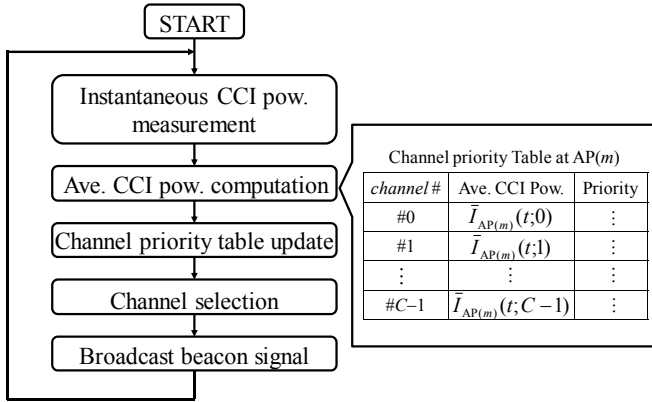 START
Instantaneous CCI pow.
measurement
Ave. CCI pow. computation
Channel priority table update
Channel selection
Broadcast beacon signal
Channel priority Table at AP(m)
channel # Ave. CCI Pow. Priority
#0 Ī_AP(m)(t;0) ⋮
#1 Ī_AP(m)(t;1) ⋮
⋮ ⋮ ⋮
#C−1 Ī_AP(m)(t;C−1) ⋮